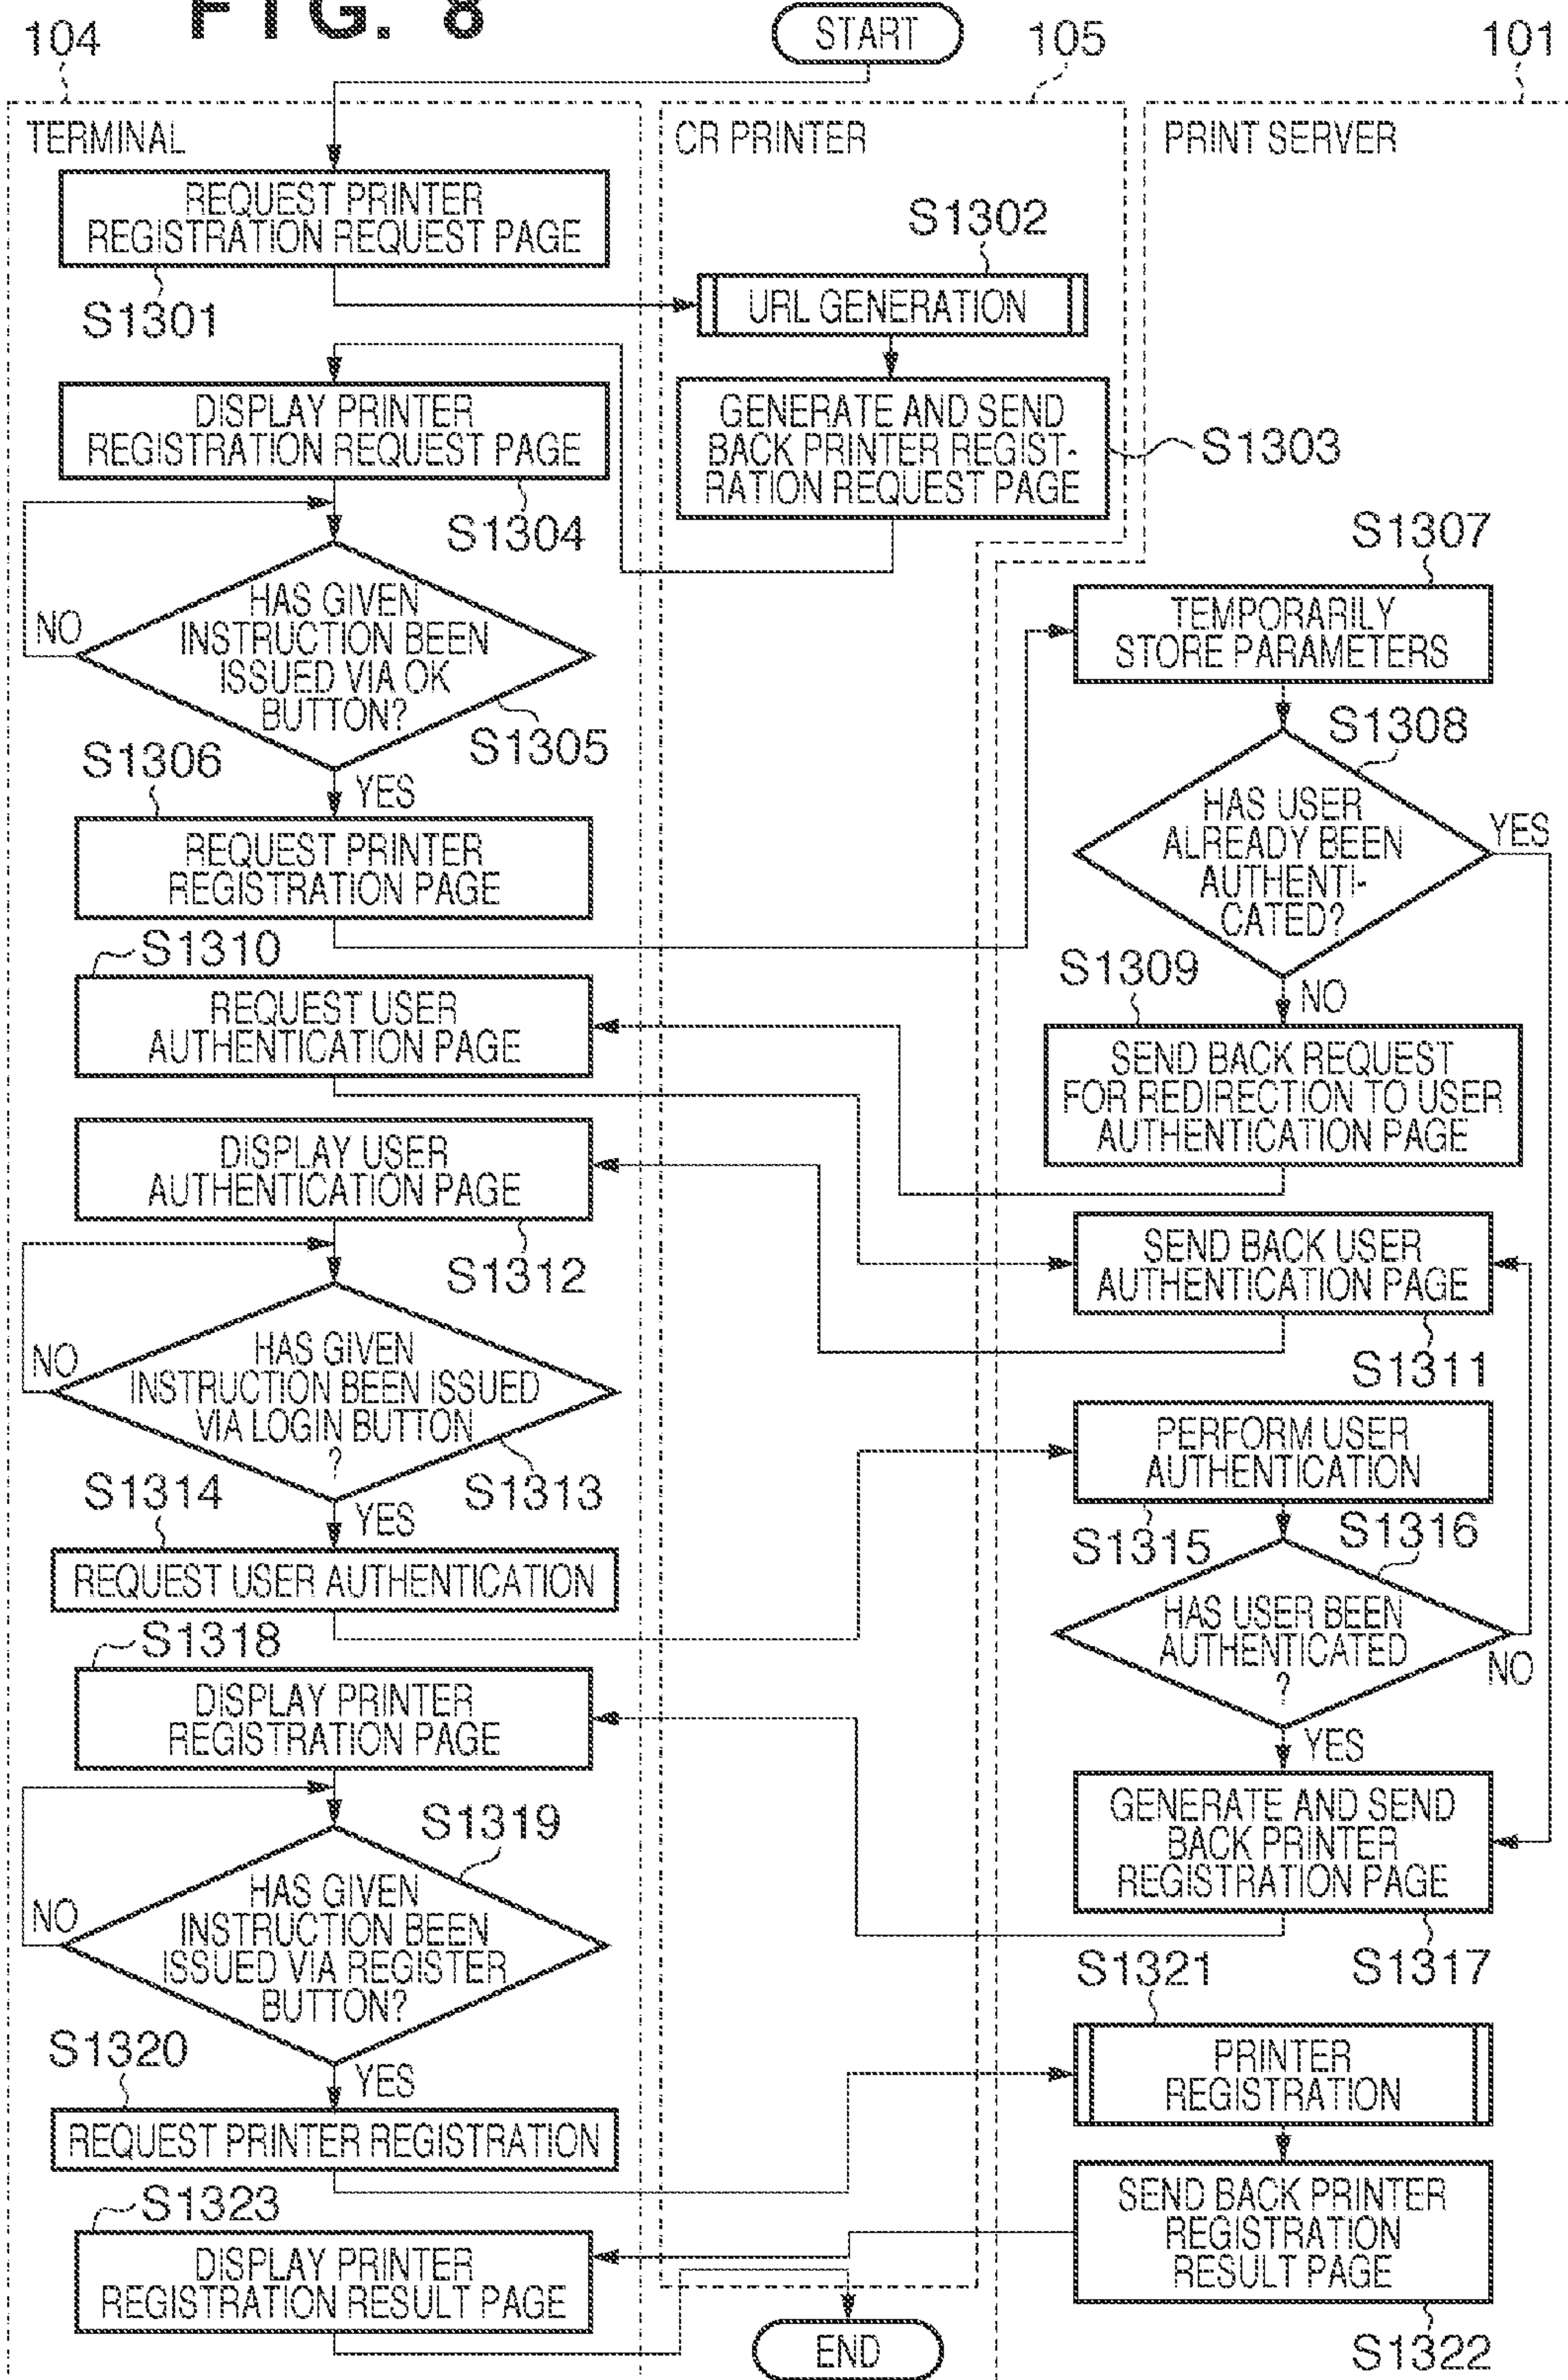 FIG. 8
START
104
105
101
TERMINAL
CR PRINTER
PRINT SERVER
REQUEST PRINTER
REGISTRATION REQUEST PAGE
S1301
S1302
URL GENERATION
DISPLAY PRINTER
REGISTRATION REQUEST PAGE
S1304
GENERATE AND SEND
BACK PRINTER REGIST-
RATION REQUEST PAGE
S1303
HAS GIVEN
INSTRUCTION BEEN
ISSUED VIA OK
BUTTON?
NO
S1305
YES
S1306
REQUEST PRINTER
REGISTRATION PAGE
S1307
TEMPORARILY
STORE PARAMETERS
S1308
HAS USER
ALREADY BEEN
AUTHENTI-
CATED?
YES
NO
S1309
SEND BACK REQUEST
FOR REDIRECTION TO USER
AUTHENTICATION PAGE
S1310
REQUEST USER
AUTHENTICATION PAGE
DISPLAY USER
AUTHENTICATION PAGE
S1312
SEND BACK USER
AUTHENTICATION PAGE
S1311
HAS GIVEN
INSTRUCTION BEEN ISSUED
VIA LOGIN BUTTON
?
NO
S1313
YES
S1314
REQUEST USER AUTHENTICATION
PERFORM USER
AUTHENTICATION
S1315
S1316
HAS USER BEEN
AUTHENTICATED
?
NO
YES
S1318
DISPLAY PRINTER
REGISTRATION PAGE
GENERATE AND SEND
BACK PRINTER
REGISTRATION PAGE
S1317
S1319
HAS GIVEN
INSTRUCTION BEEN
ISSUED VIA REGISTER
BUTTON?
NO
YES
S1320
REQUEST PRINTER REGISTRATION
S1321
PRINTER
REGISTRATION
SEND BACK PRINTER
REGISTRATION
RESULT PAGE
S1322
S1323
DISPLAY PRINTER
REGISTRATION RESULT PAGE
END